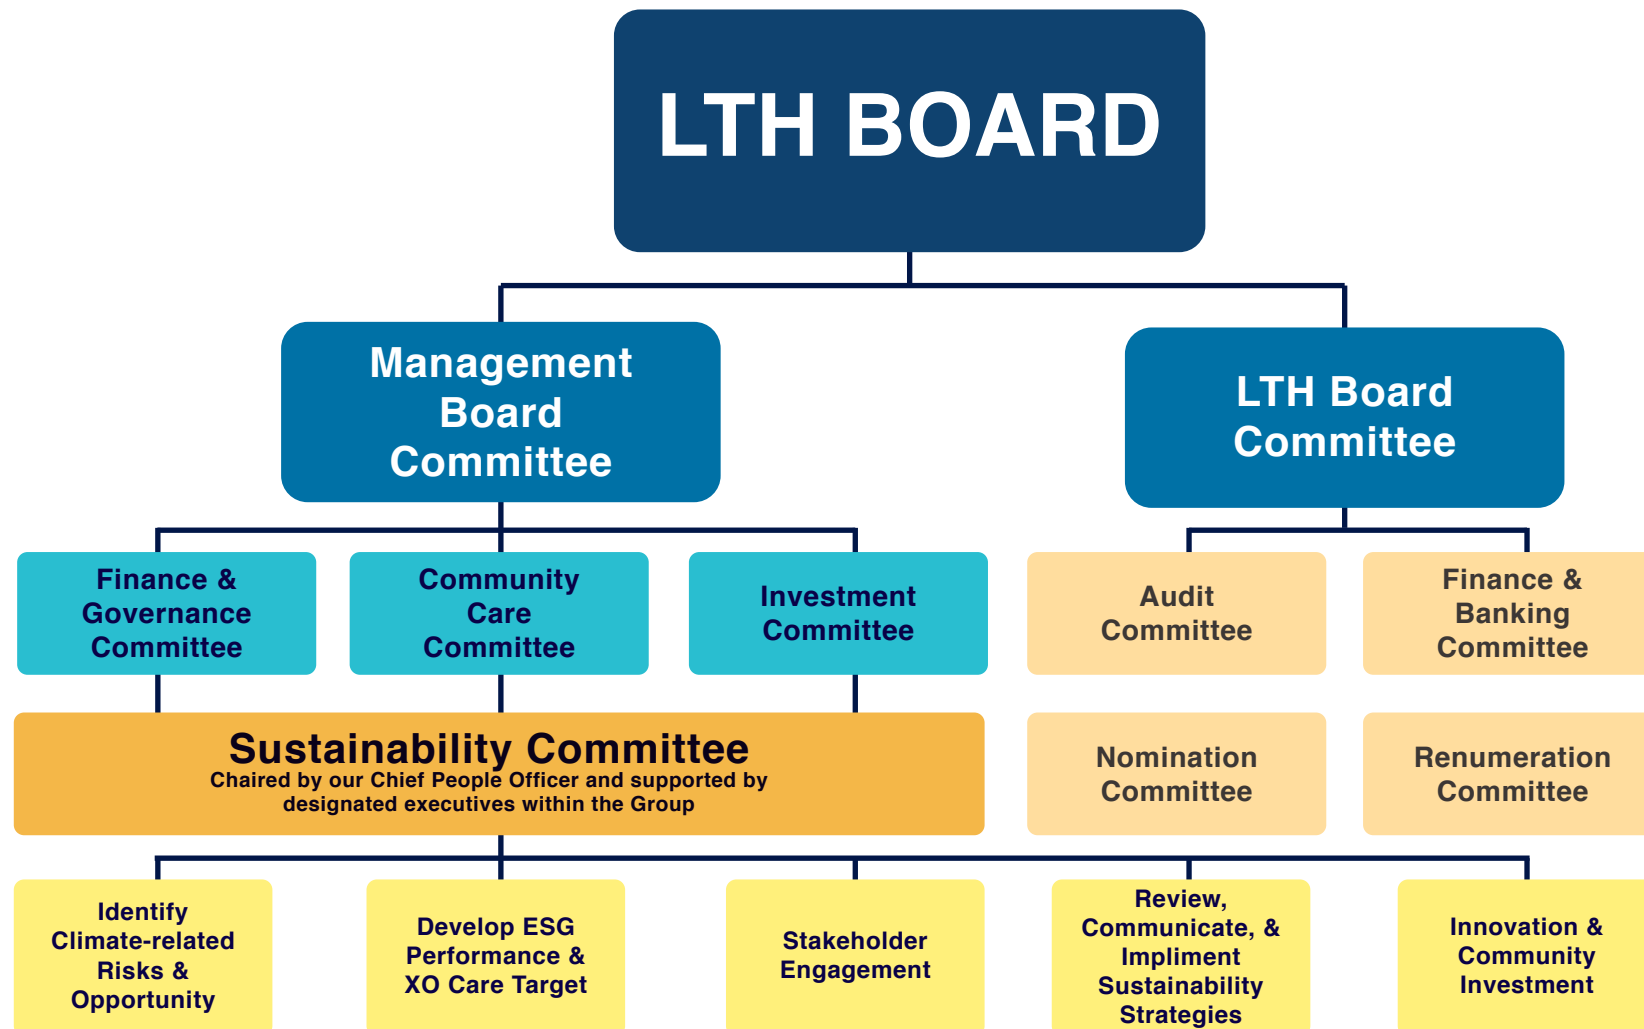 LTH BOARD
Management
Board
Committee
LTH Board
Committee
Finance &
Governance
Committee
Community
Care
Committee
Investment
Committee
Audit
Committee
Finance &
Banking
Committee
Sustainability Committee
Chaired by our Chief People Officer and supported by
designated executives within the Group
Nomination
Committee
Renumeration
Committee
Identify
Climate-related
Risks &
Opportunity
Develop ESG
Performance &
XO Care Target
Stakeholder
Engagement
Review,
Communicate, &
Impliment
Sustainability
Strategies
Innovation &
Community
Investment